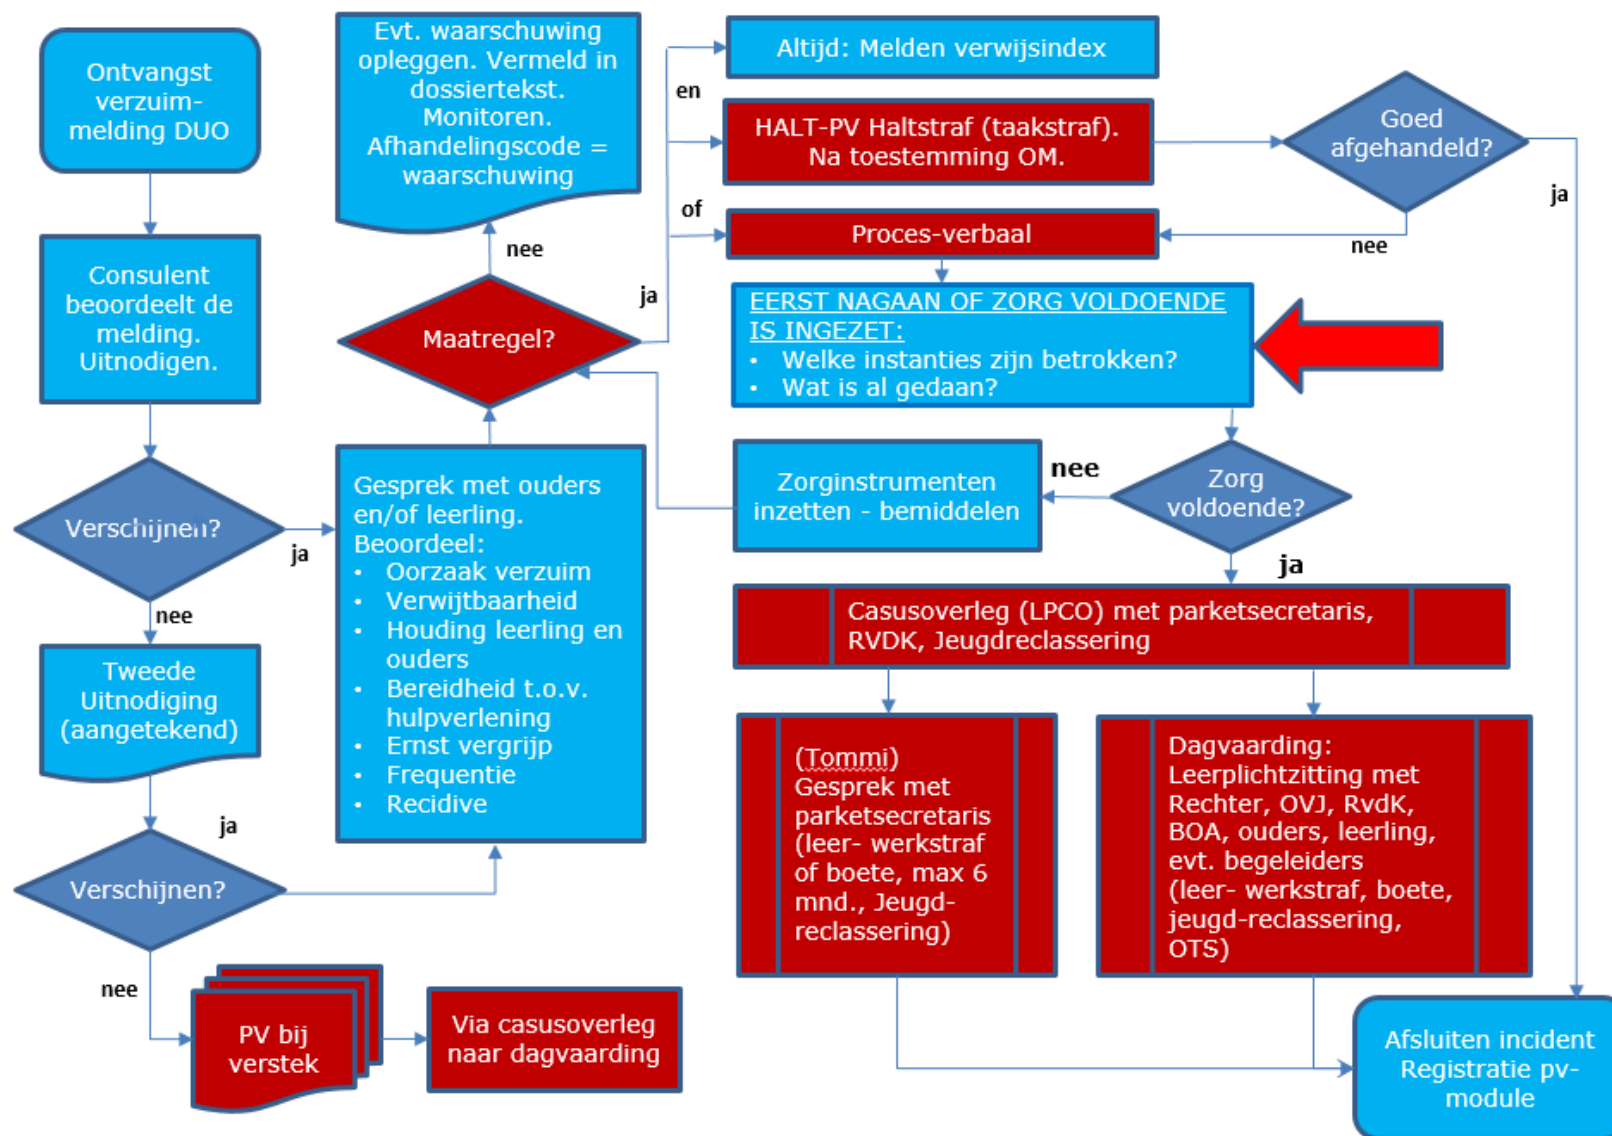 Ontvangst
verzuim-
melding DUO
Consulent
beoordeelt de
melding.
Uitnodigen.
Verschijnen?
ja
nee
Tweede
Uitnodiging
(aangetekend)
Verschijnen?
ja
nee
PV bij
verstek
Via casusoverleg
naar dagvaarding
Gesprek met ouders
en/of leerling.
Beoordeel:
• Oorzaak verzuim
• Verwijtbaarheid
• Houding leerling en
ouders
• Bereidheid t.o.v.
hulpverlening
• Ernst vergrijp
• Frequentie
• Recidive
Maatregel?
nee
Evt. waarschuwing
opleggen. Vermeld in
dossiertekst.
Monitoren.
Afhandelingscode =
waarschuwing
ja
en
of
Altijd: Melden verwijsindex
HALT-PV Haltstraf (taakstraf).
Na toestemming OM.
Goed
afgehandeld?
ja
nee
Proces-verbaal
EERST NAGAAN OF ZORG VOLDOENDE
IS INGEZET:
• Welke instanties zijn betrokken?
• Wat is al gedaan?
Zorg
voldoende?
nee
Zorginstrumenten
inzetten - bemiddelen
ja
Casusoverleg (LPCO) met parketsecretaris,
RVDK, Jeugdreclassering
(Tommi)
Gesprek met
parketsecretaris
(leer- werkstraf
of boete, max 6
mnd., Jeugd-
reclassering)
Dagvaarding:
Leerplichtzitting met
Rechter, OVJ, RvdK,
BOA, ouders, leerling,
evt. begeleiders
(leer- werkstraf, boete,
jeugd-reclassering,
OTS)
Afsluiten incident
Registratie pv-
module